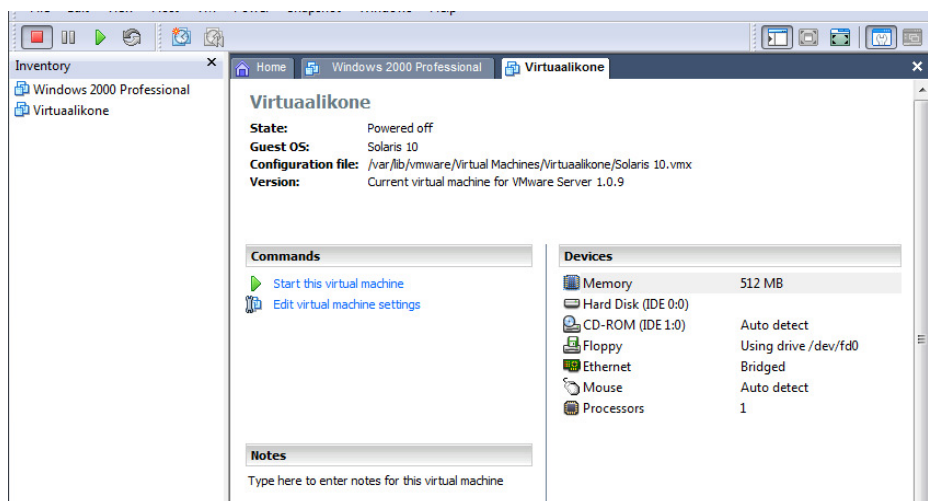 Inventory
Windows 2000 Professional
Virtuaalikone
Home Windows 2000 Professional Virtuaalikone
Virtuaalikone
State: Powered off
Guest OS: Solaris 10
Configuration file: /var/lib/vmware/Virtual Machines/Virtuaalikone/Solaris 10.vmx
Version: Current virtual machine for VMware Server 1.0.9
Commands
Start this virtual machine
Edit virtual machine settings
Devices
Memory 512 MB
Hard Disk (IDE 0:0)
CD-ROM (IDE 1:0) Auto detect
Floppy Using drive /dev/fd0
Ethernet Bridged
Mouse Auto detect
Processors 1
Notes
Type here to enter notes for this virtual machine